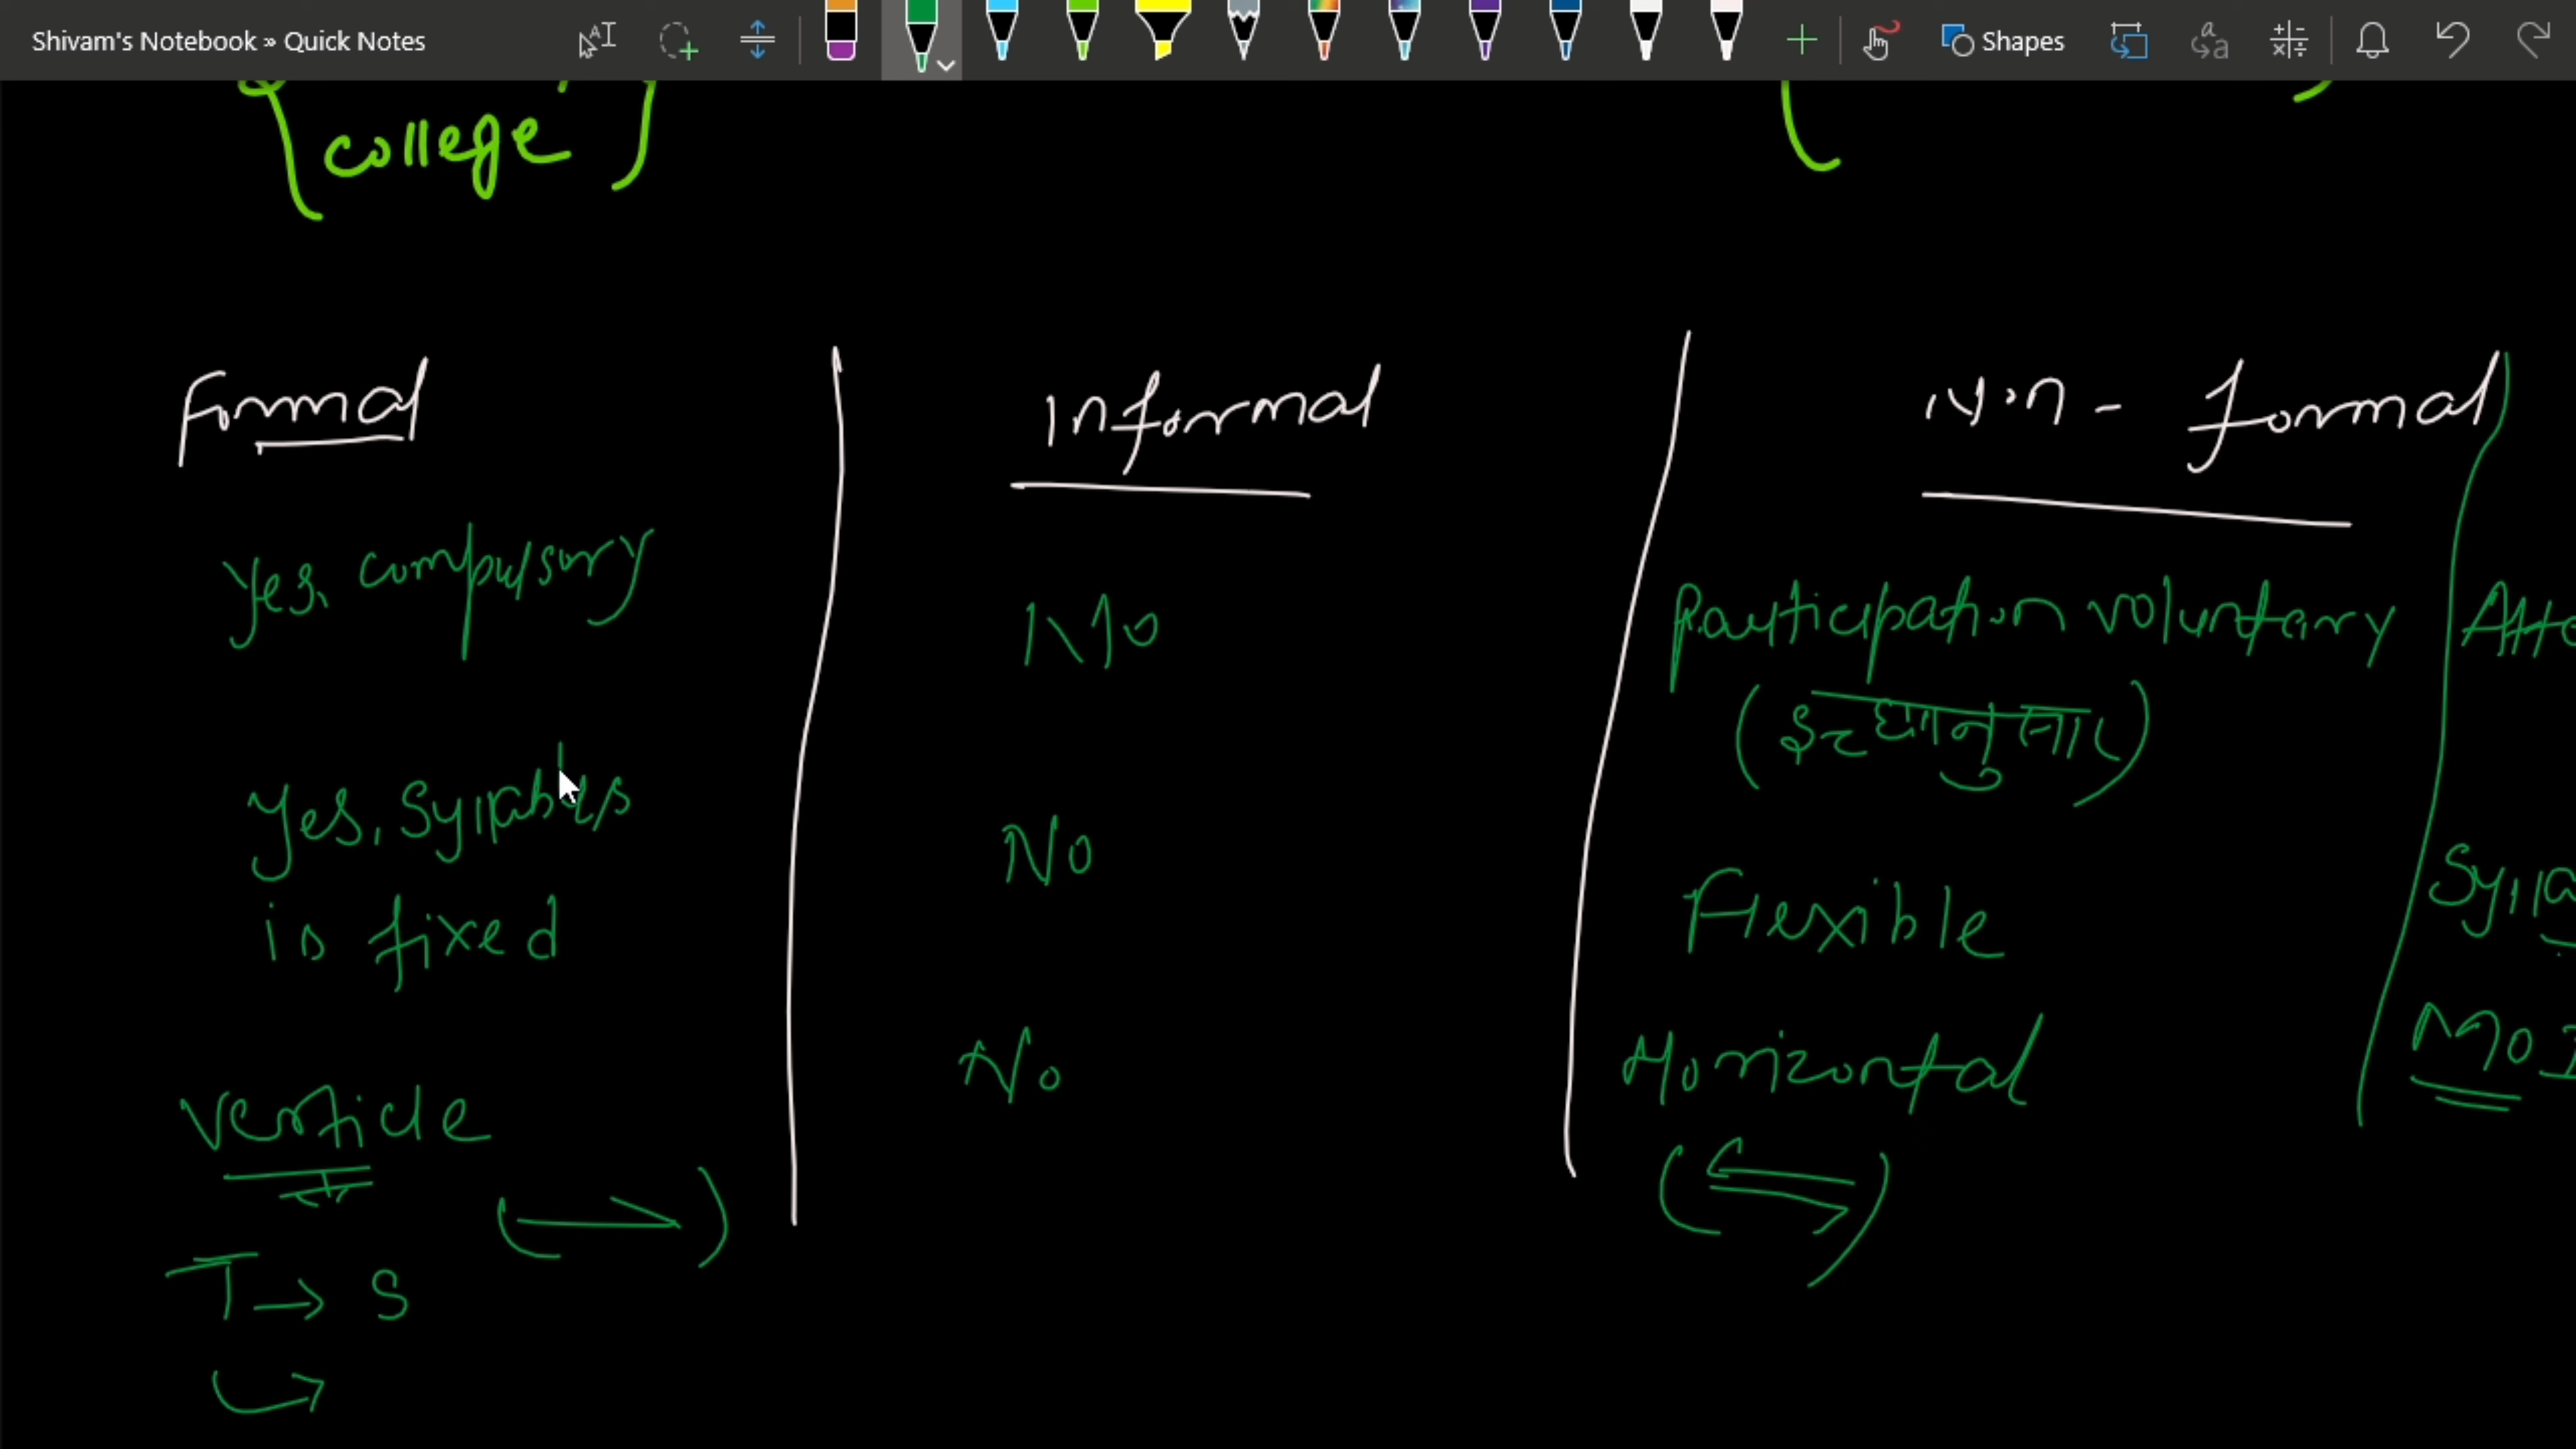 Shivam's Notebook » Quick Notes
Shapes
college
Formal
Informal
Non - formal
Yes, compulsory
No
Participation voluntary
(इच्छानुसार)
Yes, Syllabus
is fixed
No
Flexible
Verticle
No
Horizontal
(→)
(⇐⇒)
T → S